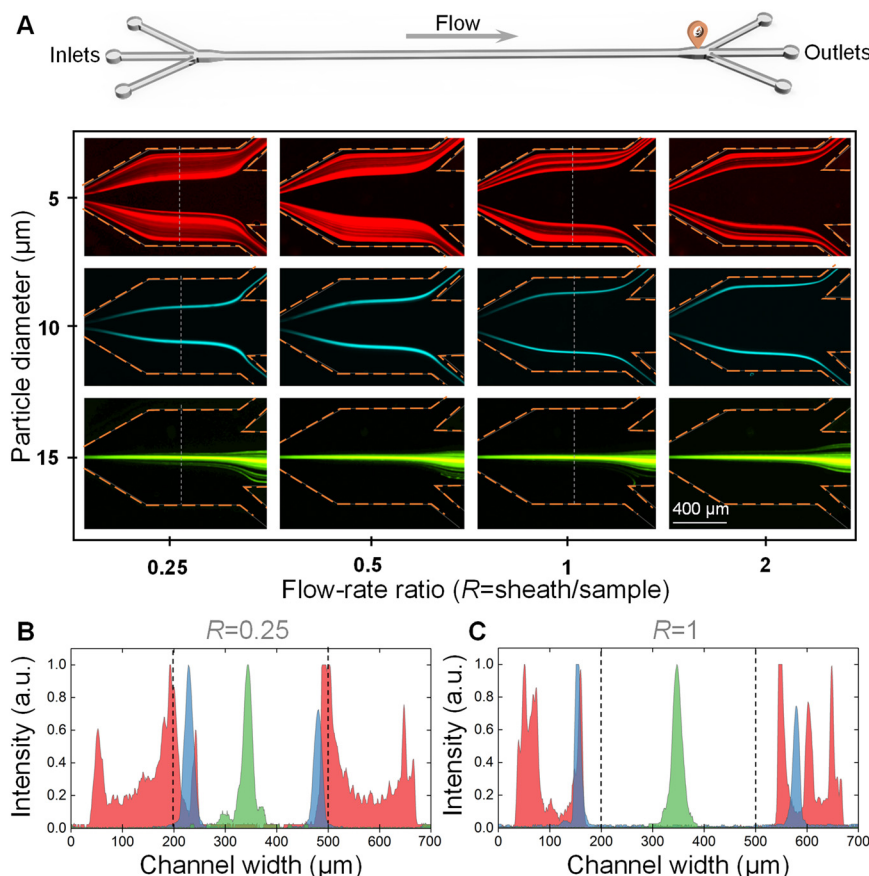 A
Flow
Inlets
Outlets
Particle diameter (µm)
5
10
15
400 µm
0.25 0.5 1 2
Flow-rate ratio (R=sheath/sample)
B
R=0.25
Intensity (a.u.)
1.0
0.8
0.6
0.4
0.2
0
0 100 200 300 400 500 600 700
Channel width (µm)
C
R=1
Intensity (a.u.)
1.0
0.8
0.6
0.4
0.2
0
0 100 200 300 400 500 600 700
Channel width (µm)